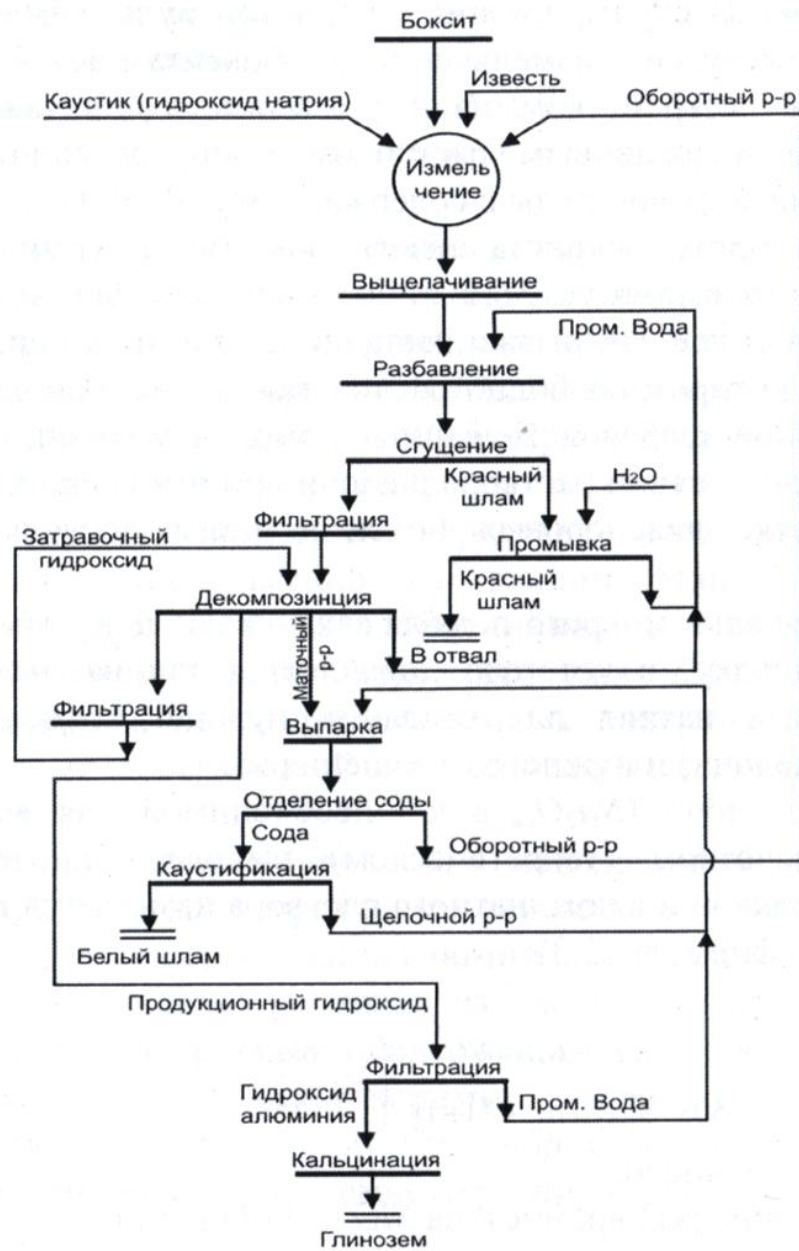 Боксит
Известь
Каустик (гидроксид натрия)
Оборотный р-р
Измель
чение
Выщелачивание
Пром. Вода
Разбавление
Сгущение
Красный
шлам
H2O
Фильтрация
Затравочный
гидроксид
Промывка
Красный
шлам
Декомпозинция
В отвал
Маточный
р-р
Фильтрация
Выпарка
Отделение соды
Сода
Оборотный р-р
Каустификация
Щелочной р-р
Белый шлам
Продукционный гидроксид
Фильтрация
Гидроксид
алюминия
Пром. Вода
Кальцинация
Глинозем